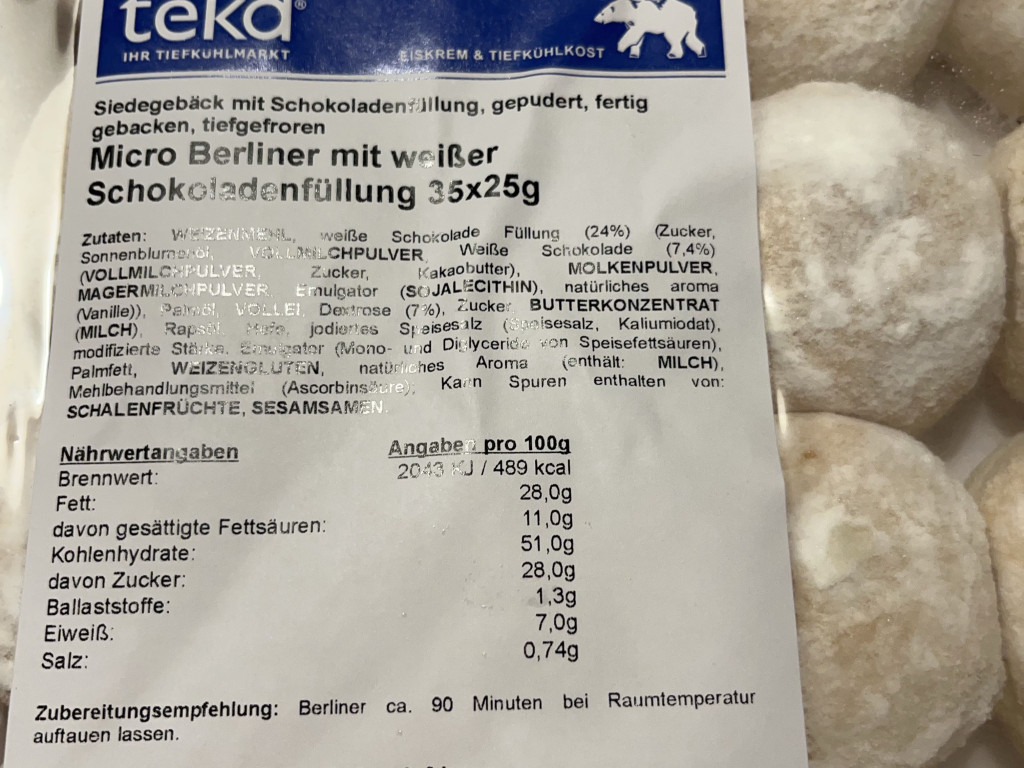 teka®
IHR TIEFKÜHLMARKT
EISKREM & TIEFKÜHLKOST
Siedegebäck mit Schokoladenfüllung, gepudert, fertig
gebacken, tiefgefroren
Micro Berliner mit weißer
Schokoladenfüllung 35x25g
Zutaten: WEIZENMEHL, weiße Schokolade Füllung (24%) (Zucker,
Sonnenblumenöl, VOLLMILCHPULVER, Weiße Schokolade (7,4%)
(VOLLMILCHPULVER, Zucker, Kakaobutter), MOLKENPULVER,
MAGERMILCHPULVER, Emulgator (SOJALECITHIN), natürliches aroma
(Vanille)), Palmöl, VOLLEI, Dextrose (7%), Zucker BUTTERKONZENTRAT
(MILCH), Rapsöl, Hefe, jodiertes Speisesalz (Speisesalz, Kaliumiodat),
modifizierte Stärke, Emulgator (Mono- und Diglyceride von Speisefettsäuren),
Palmfett, WEIZENGLUTEN, natürliches Aroma (enthält: MILCH),
Mehlbehandlungsmittel (Ascorbinsäure); Kann Spuren enthalten von:
SCHALENFRÜCHTE, SESAMSAMEN.
Nährwertangaben Angaben pro 100g
Brennwert: 2043 KJ / 489 kcal
Fett: 28,0g
davon gesättigte Fettsäuren: 11,0g
Kohlenhydrate: 51,0g
davon Zucker: 28,0g
Ballaststoffe: 1,3g
Eiweiß: 7,0g
Salz: 0,74g
Zubereitungsempfehlung: Berliner ca. 90 Minuten bei Raumtemperatur
auftauen lassen.